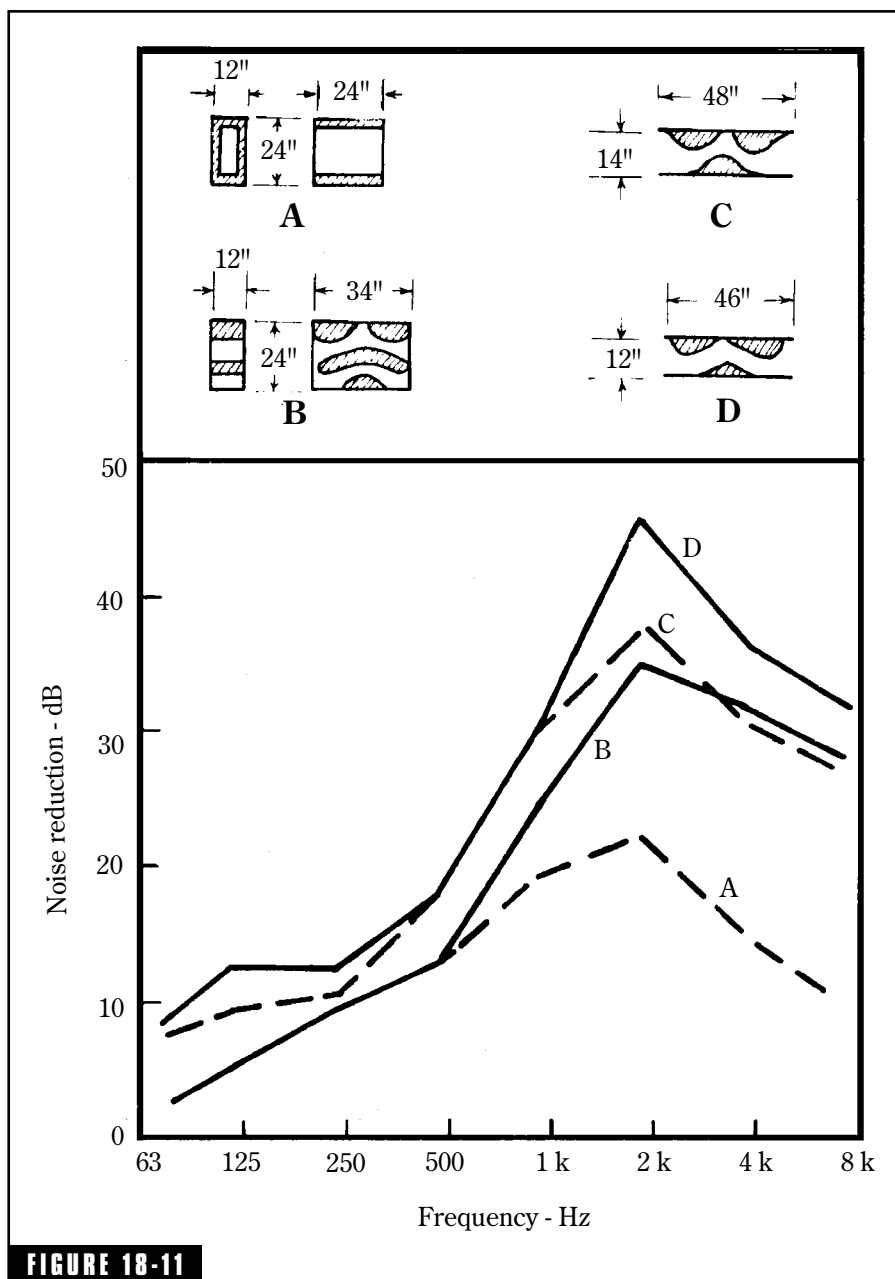 12" 24" 48"
24" 14"
A C
12" 34" 46"
24" 12"
B D
50
40
30
20
10
0
Noise reduction - dB
D
C
B
A
63 125 250 500 1 k 2 k 4 k 8 k
Frequency - Hz
FIGURE 18-11